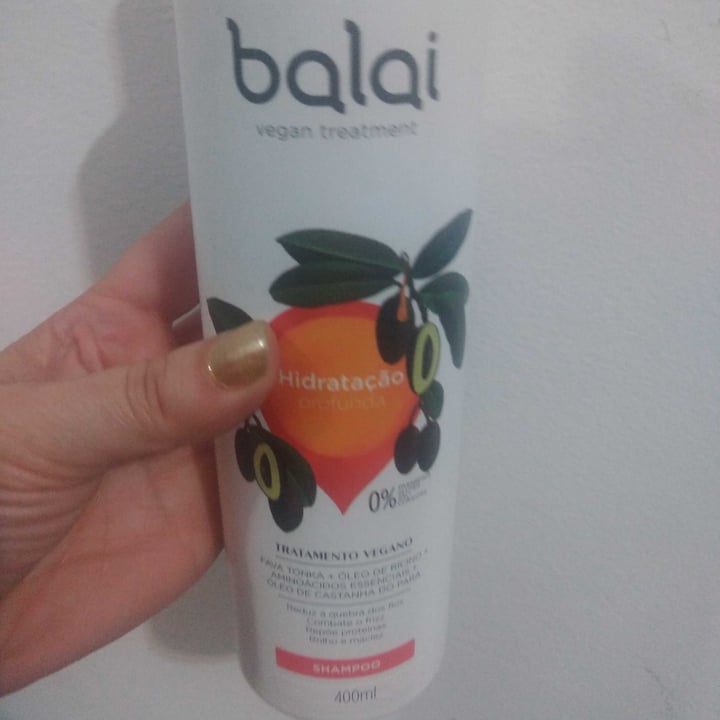 balai
vegan treatment
Hidratação
profunda
0%
TRATAMENTO VEGANO
FAVA TONKA + ÓLEO DE RÍCINO +
AMINOÁCIDOS ESSENCIAIS +
ÓLEO DE CASTANHA DO PARÁ
Reduz a quebra dos fios
Combate o frizz
Repõe proteínas
Brilho e maciez
SHAMPOO
400ml